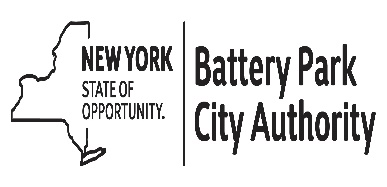 NEW YORK
STATE OF
OPPORTUNITY.
Battery Park
City Authority